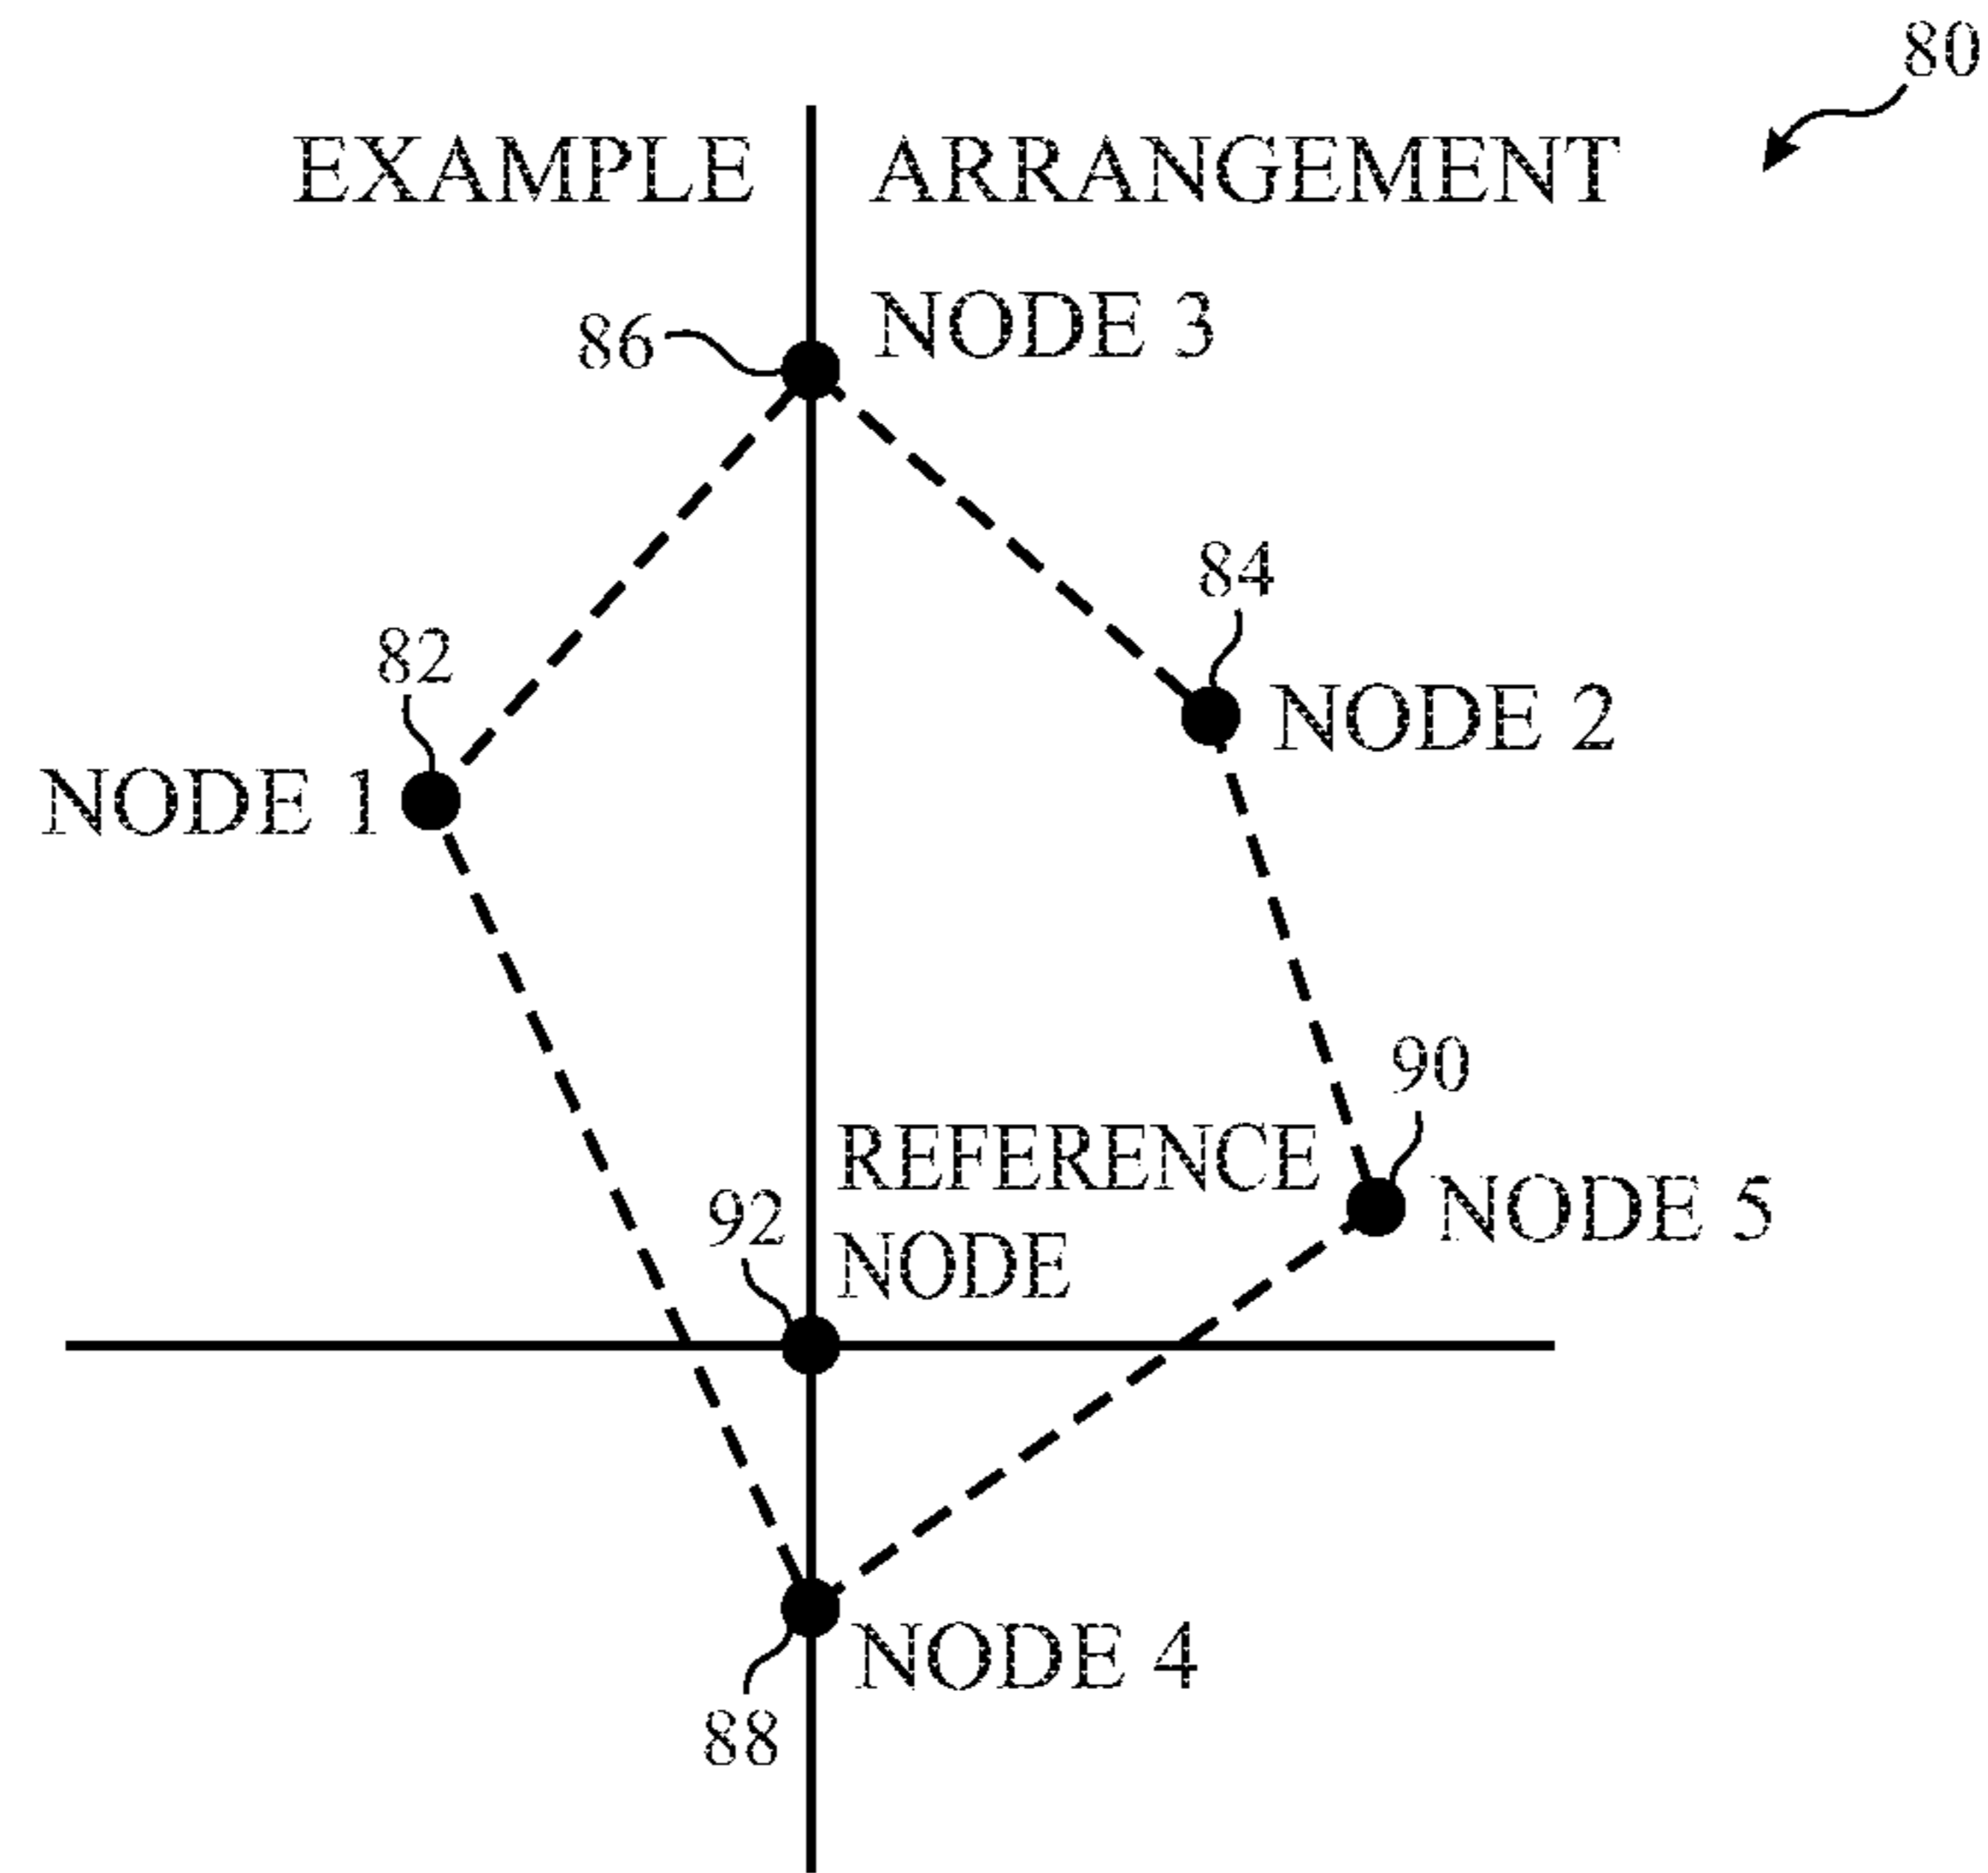 80
EXAMPLE ARRANGEMENT
NODE 3
86
84
82
NODE 2
NODE 1
90
REFERENCE
NODE
92
NODE 5
NODE 4
88